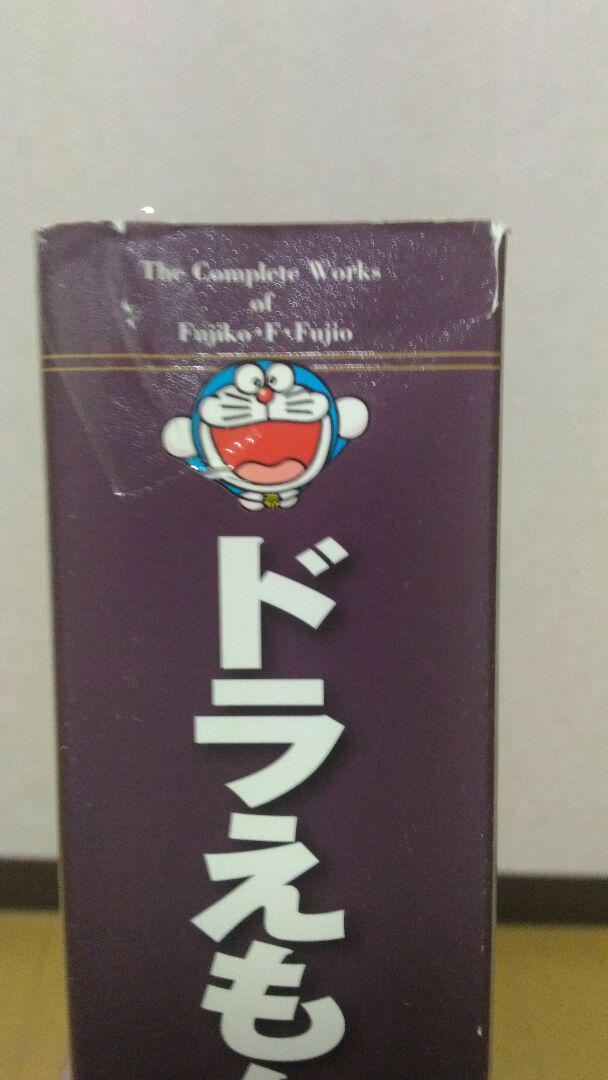 The Complete Works
of
Fujiko・F・Fujio
ドラえも